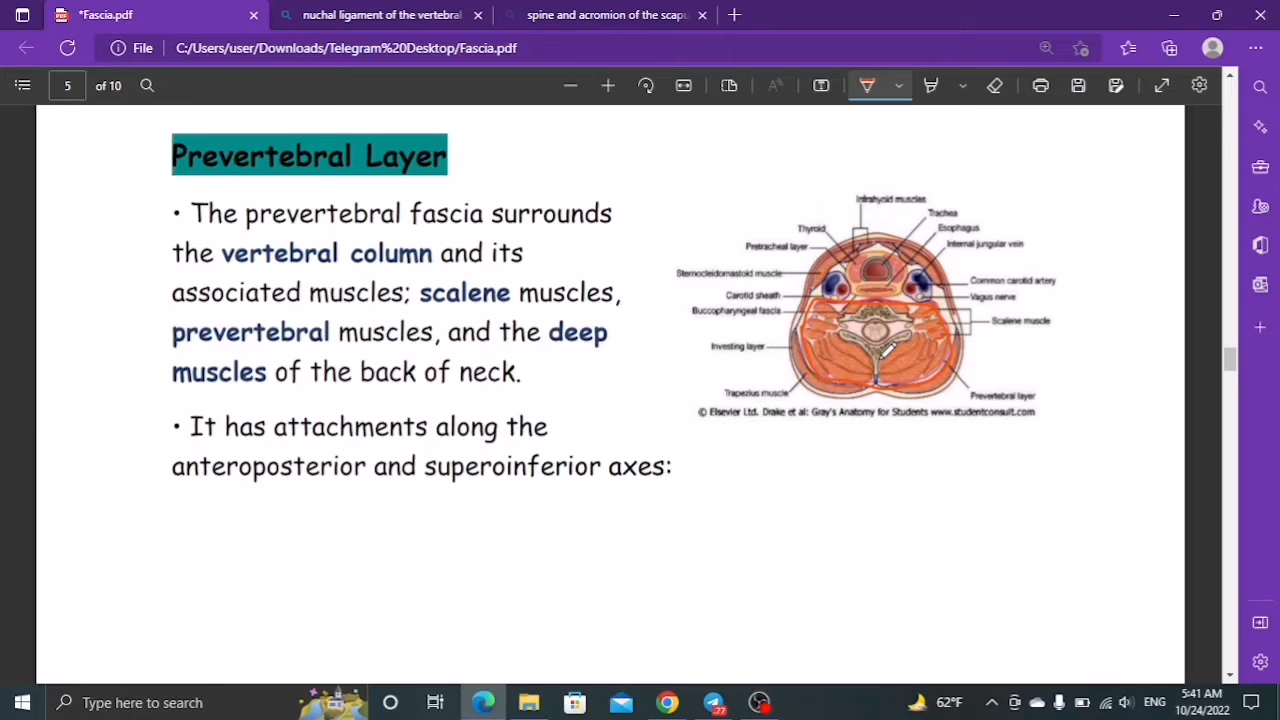 *Fascia.pdf
nuchal ligament of the vertebral
spine and acromion of the scapu
File
C:/Users/user/Downloads/Telegram%20Desktop/Fascia.pdf
5 of 10
Prevertebral Layer
• The prevertebral fascia surrounds
the vertebral column and its
associated muscles; scalene muscles,
prevertebral muscles, and the deep
muscles of the back of neck.
• It has attachments along the
anteroposterior and superoinferior axes:
Infrahyoid muscles
Trachea
Thyroid
Esophagus
Pretracheal layer
Internal jungular vein
Sternocleidomastoid muscle
Common carotid artery
Carotid sheath
Vagus nerve
Buccopharyngeal fascia
Scalene muscle
Investing layer
Trapezius muscle
Prevertebral layer
© Elsevier Ltd. Drake et al: Gray's Anatomy for Students www.studentconsult.com
Type here to search
77
62°F
ENG
5:41 AM
10/24/2022